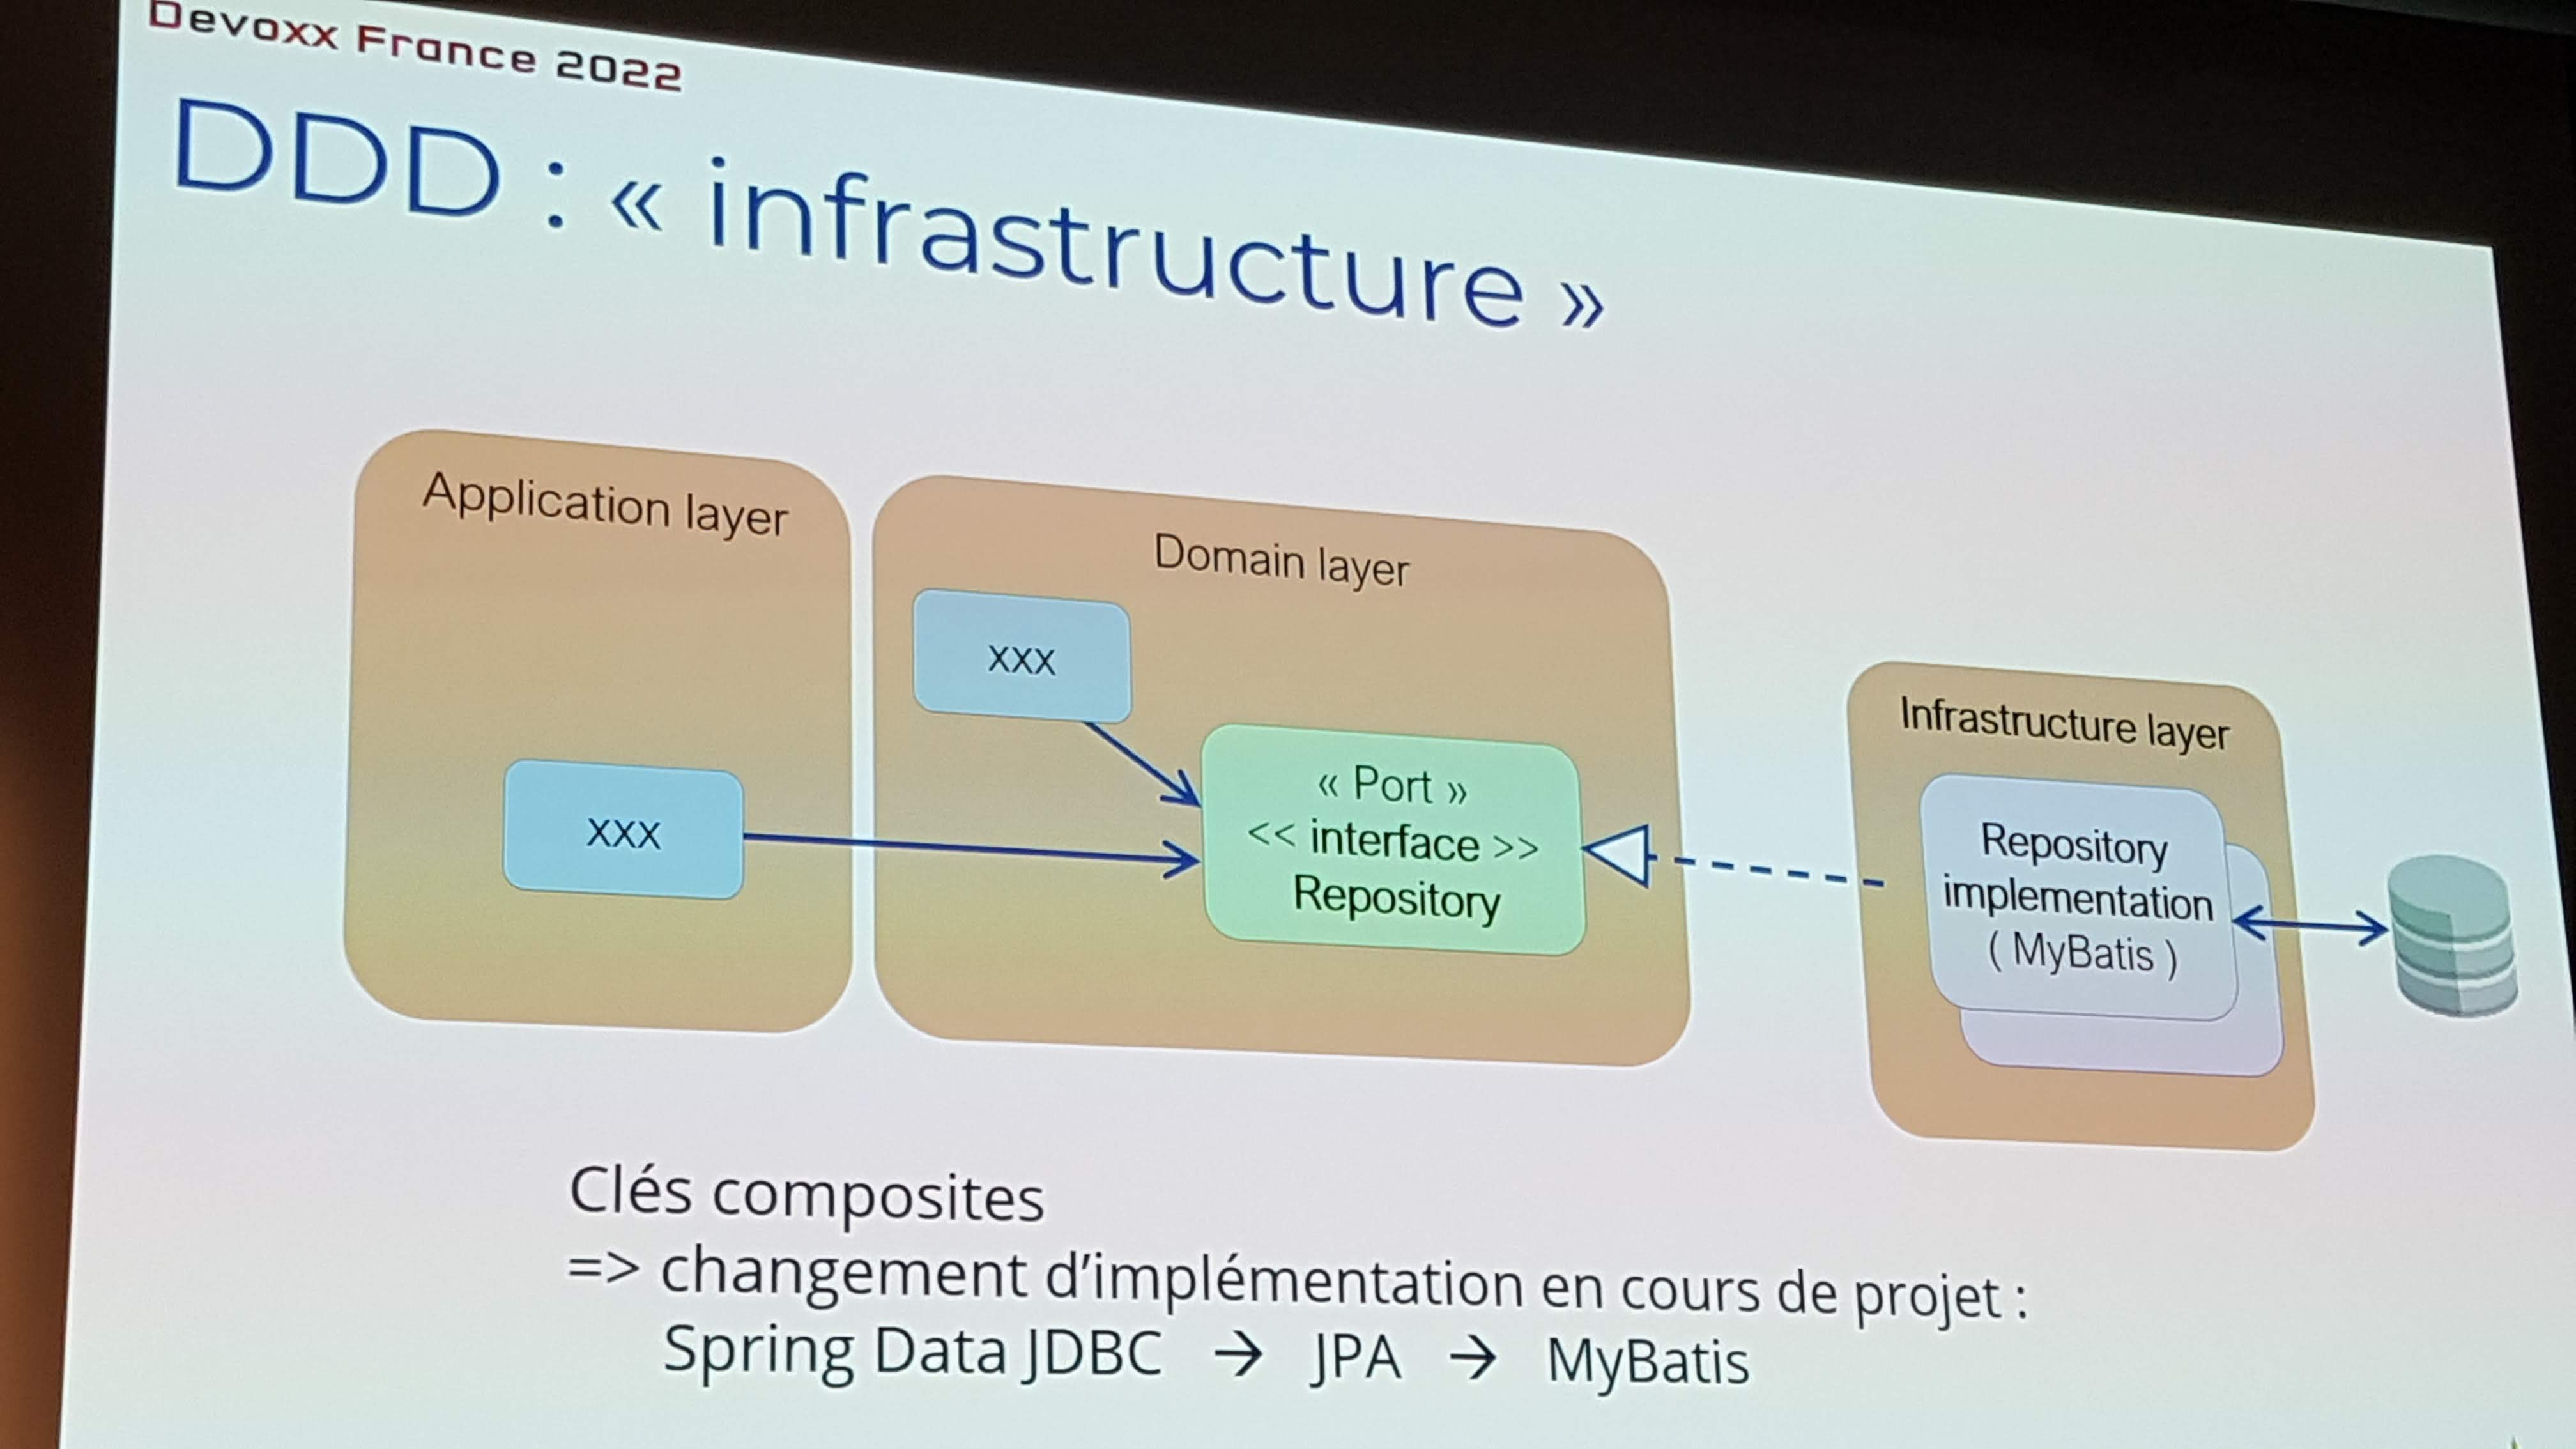 Devoxx France 2022
DDD : « infrastructure »
Application layer
xxx
Domain layer
xxx
« Port »
<< interface >>
Repository
Infrastructure layer
Repository
implementation
( MyBatis )
Clés composites
=> changement d’implémentation en cours de projet :
Spring Data JDBC → JPA → MyBatis